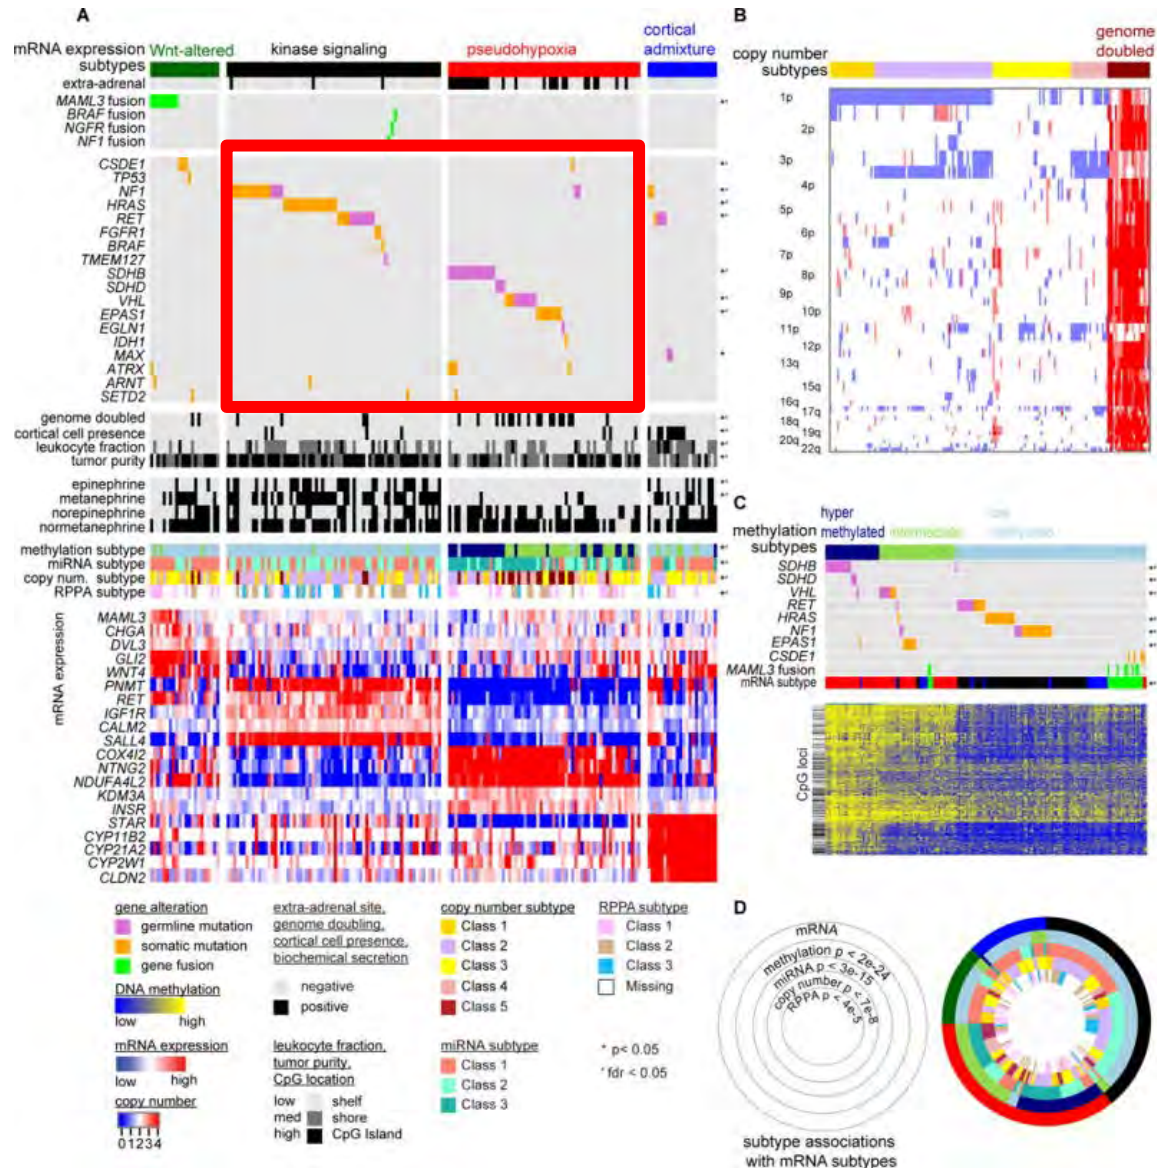 A
mRNA expression
subtypes
Wnt-altered
kinase signaling
pseudohypoxia
cortical
admixture
extra-adrenal
MAML3 fusion
BRAF fusion
NGFR fusion
NF1 fusion
CSDE1
TP53
NF1
HRAS
RET
FGFR1
BRAF
TMEM127
SDHB
SDHD
VHL
EPAS1
EGLN1
IDH1
MAX
ATRX
ARNT
SETD2
genome doubled
cortical cell presence
leukocyte fraction
tumor purity
epinephrine
metanephrine
norepinephrine
normetanephrine
methylation subtype
miRNA subtype
copy num. subtype
RPPA subtype
mRNA expression
MAML3
CHGA
DVL3
GLI2
WNT4
PNMT
RET
IGF1R
CALM2
SALL4
COX4I2
NTNG2
NDUFA4L2
KDM3A
INSR
STAR
CYP11B2
CYP21A2
CYP2W1
CLDN2
gene alteration
germline mutation
somatic mutation
gene fusion
DNA methylation
low high
mRNA expression
low high
copy number
01234
extra-adrenal site,
genome doubling,
cortical cell presence,
biochemical secretion
negative
positive
leukocyte fraction,
tumor purity,
CpG location
low shelf
med shore
high CpG Island
copy number subtype
Class 1
Class 2
Class 3
Class 4
Class 5
miRNA subtype
Class 1
Class 2
Class 3
RPPA subtype
Class 1
Class 2
Class 3
Missing
* p< 0.05
' fdr < 0.05
B
copy number
subtypes
genome
doubled
1p
2p
3p
4p
5p
6p
7p
8p
9p
10p
11p
12p
13q
15q
16q
17q
18q
19q
20q
22q
C
methylation
subtypes
hyper
methylated
intermediate
low
methylated
SDHB
SDHD
VHL
RET
HRAS
NF1
EPAS1
CSDE1
MAML3 fusion
mRNA subtype
CpG loci
D
mRNA
methylation p < 2e-24
miRNA p < 3e-15
copy number p < 7e-8
RPPA p < 4e-5
subtype associations
with mRNA subtypes